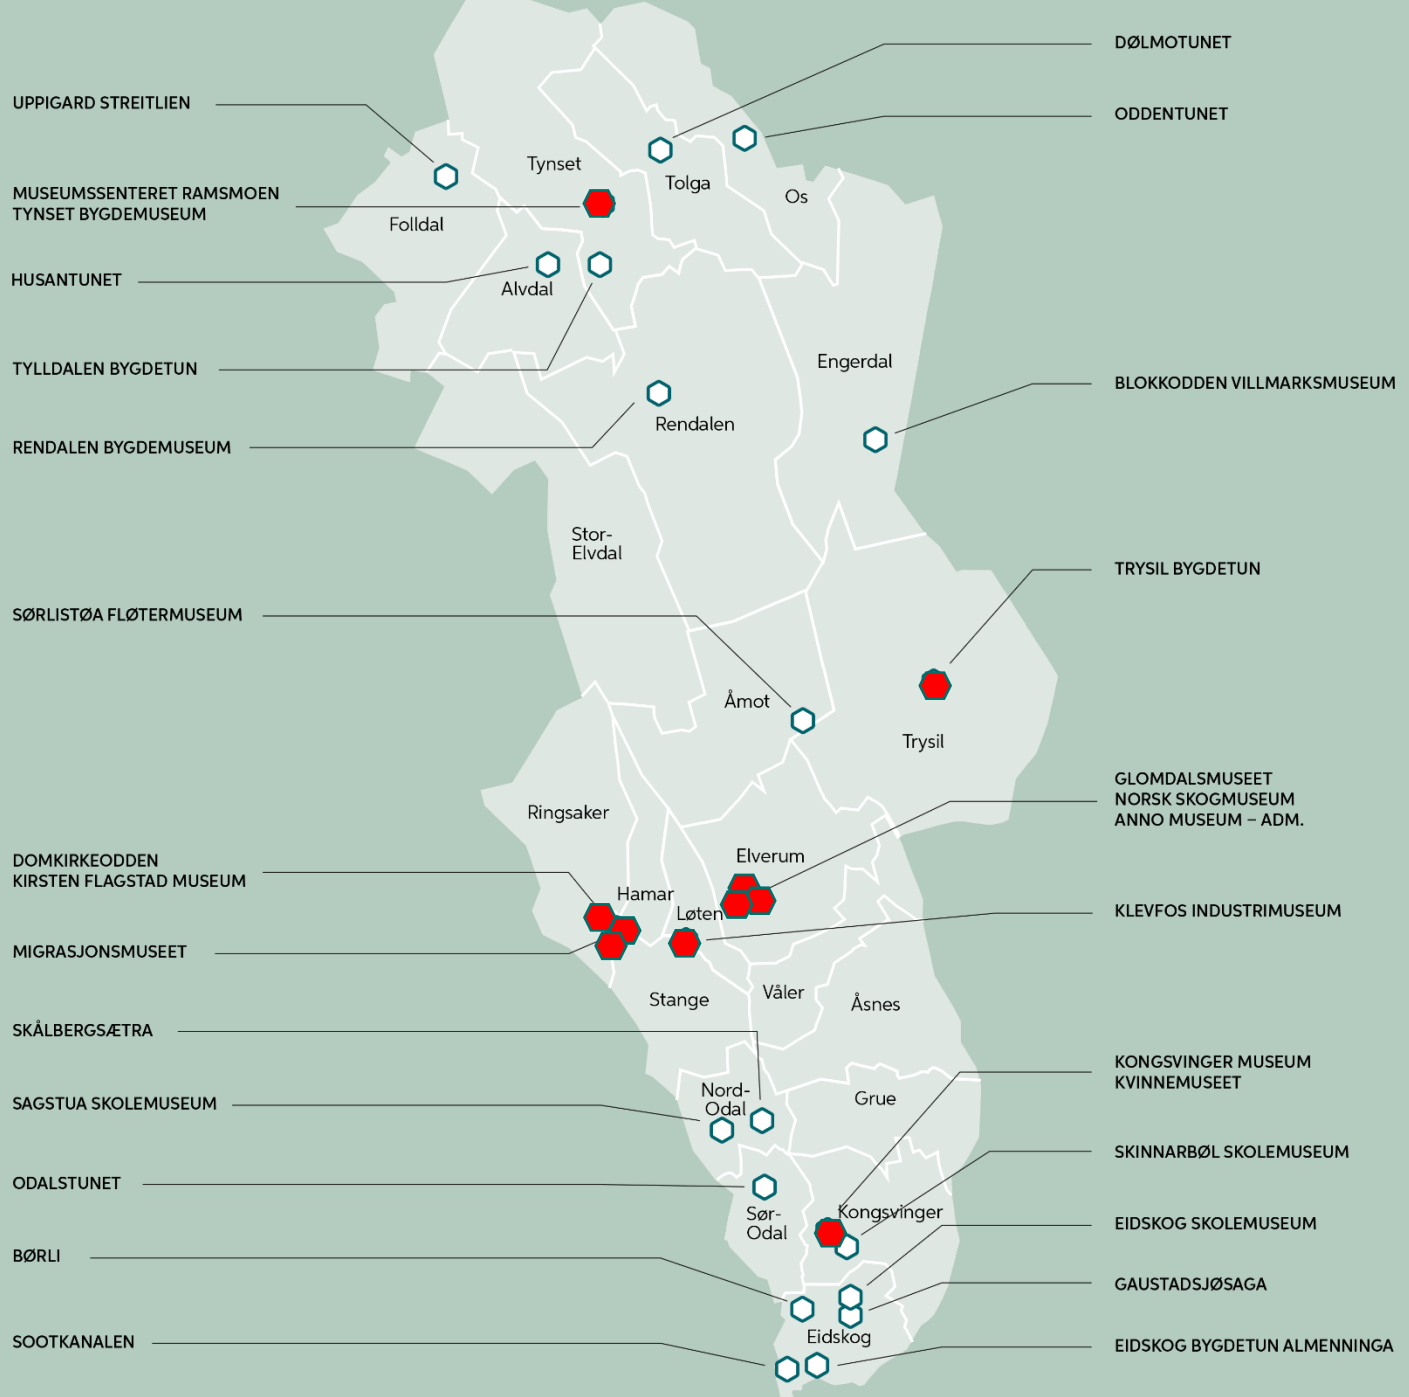 UPPIGARD STREITLIEN
MUSEUMSSENTERET RAMSMOEN
TYNSET BYGDEMUSEUM
HUSANTUNET
TYLLDALEN BYGDETUN
RENDALEN BYGDEMUSEUM
SØRLISTØA FLØTERMUSEUM
DOMKIRKEODDEN
KIRSTEN FLAGSTAD MUSEUM
MIGRASJONSMUSEET
SKÅLBERGSÆTRA
SAGSTUA SKOLEMUSEUM
ODALSTUNET
BØRLI
SOOTKANALEN
Tynset
Tolga
Os
Folldal
Alvdal
Engerdal
Rendalen
Stor-
Elvdal
Åmot
Trysil
Ringsaker
Elverum
Hamar
Løten
Stange
Våler
Åsnes
Nord-
Odal
Grue
Sør-
Odal
Kongsvinger
Eidskog
DØLMOTUNET
ODDENTUNET
BLOKKODDEN VILLMARKSMUSEUM
TRYSIL BYGDETUN
GLOMDALSMUSEET
NORSK SKOGMUSEUM
ANNO MUSEUM – ADM.
KLEVFOS INDUSTRIMUSEUM
KONGSVINGER MUSEUM
KVINNEMUSEET
SKINNARBØL SKOLEMUSEUM
EIDSKOG SKOLEMUSEUM
GAUSTADSJØSAGA
EIDSKOG BYGDETUN ALMENNINGA